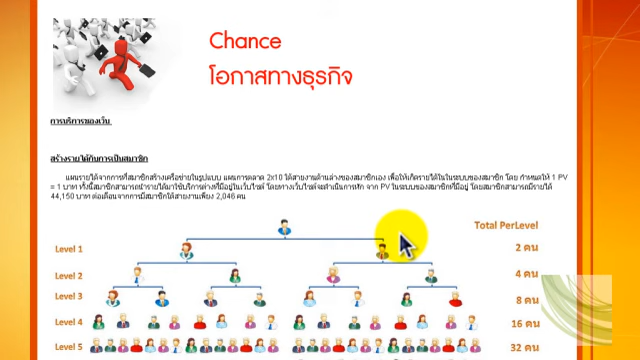 Chance
โอกาสทางธุรกิจ
การบริการของเว็บ
สร้างรายได้กับการเป็นสมาชิก
แผนรายได้จากการที่สมาชิกสร้างเครือข่ายในรูปแบบ แผนการตลาด 2x10 ใต้สายงานด้านล่างของสมาชิกเอง เพื่อให้เกิดรายได้ในในระบบของสมาชิก โดย กำหนดให้ 1 PV
= 1 บาท ทั้งนี้สมาชิกสามารถนำรายได้มาใช้บริการต่างที่มีอยู่ในเว็บไซต์ โดยทางเว็บไซต์จะดำเนินการหัก จาก PV ในระบบของสมาชิกที่มีอยู่ โดยสมาชิกสามารถมีรายได้
44,150 บาท ต่อเดือนจากการมีสมาชิกใต้สายงานเพียง 2,046 คน
Total PerLevel
Level 1 2 คน
Level 2 4 คน
Level 3 8 คน
Level 4 16 คน
Level 5 32 คน